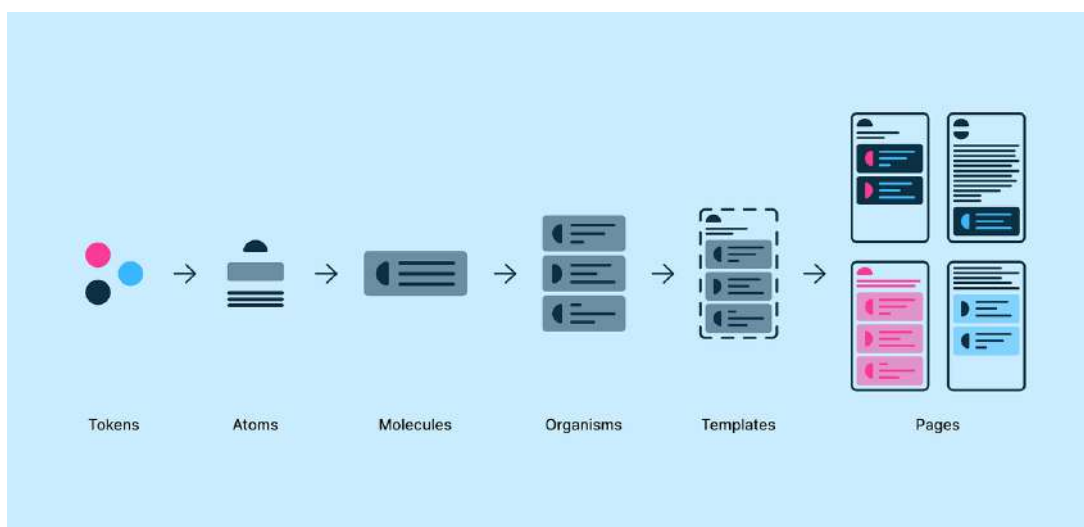 Tokens
Atoms
Molecules
Organisms
Templates
Pages